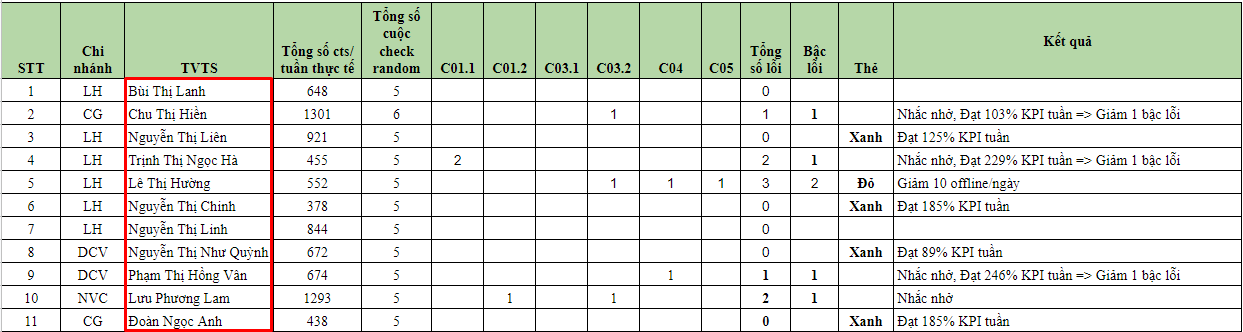 STT Chi nhánh TVTS Tổng số cts/ tuần thực tế Tổng số cuộc check random C01.1 C01.2 C03.1 C03.2 C04 C05 Tổng số lỗi Bậc lỗi Thẻ Kết quả
1 LH Bùi Thị Lanh 648 5 0
2 CG Chu Thị Hiền 1301 6 1 1 1 Nhắc nhở, Đạt 103% KPI tuần => Giảm 1 bậc lỗi
3 LH Nguyễn Thị Liên 921 5 0 Xanh Đạt 125% KPI tuần
4 LH Trịnh Thị Ngọc Hà 455 5 2 2 1 Nhắc nhở, Đạt 229% KPI tuần => Giảm 1 bậc lỗi
5 LH Lê Thị Hường 552 5 1 1 1 3 2 Đỏ Giảm 10 offline/ngày
6 LH Nguyễn Thị Chinh 378 5 0 Xanh Đạt 185% KPI tuần
7 LH Nguyễn Thị Linh 844 5 0
8 DCV Nguyễn Thị Như Quỳnh 672 5 0 Xanh Đạt 89% KPI tuần
9 DCV Phạm Thị Hồng Vân 674 5 1 1 1 Nhắc nhở, Đạt 246% KPI tuần => Giảm 1 bậc lỗi
10 NVC Lưu Phương Lam 1293 5 1 1 2 1 Nhắc nhở
11 CG Đoàn Ngọc Anh 438 5 0 Xanh Đạt 185% KPI tuần